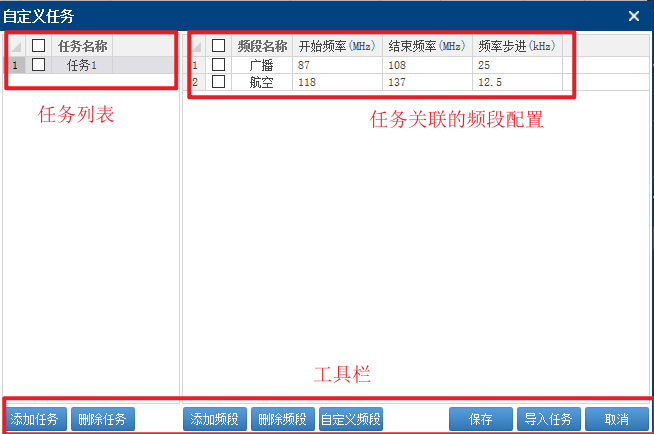 自定义任务
任务名称
1 任务1
频段名称 开始频率(MHz) 结束频率(MHz) 频率步进(kHz)
1 广播 87 108 25
2 航空 118 137 12.5
任务列表
任务关联的频段配置
工具栏
添加任务 删除任务 添加频段 删除频段 自定义频段 保存 导入任务 取消